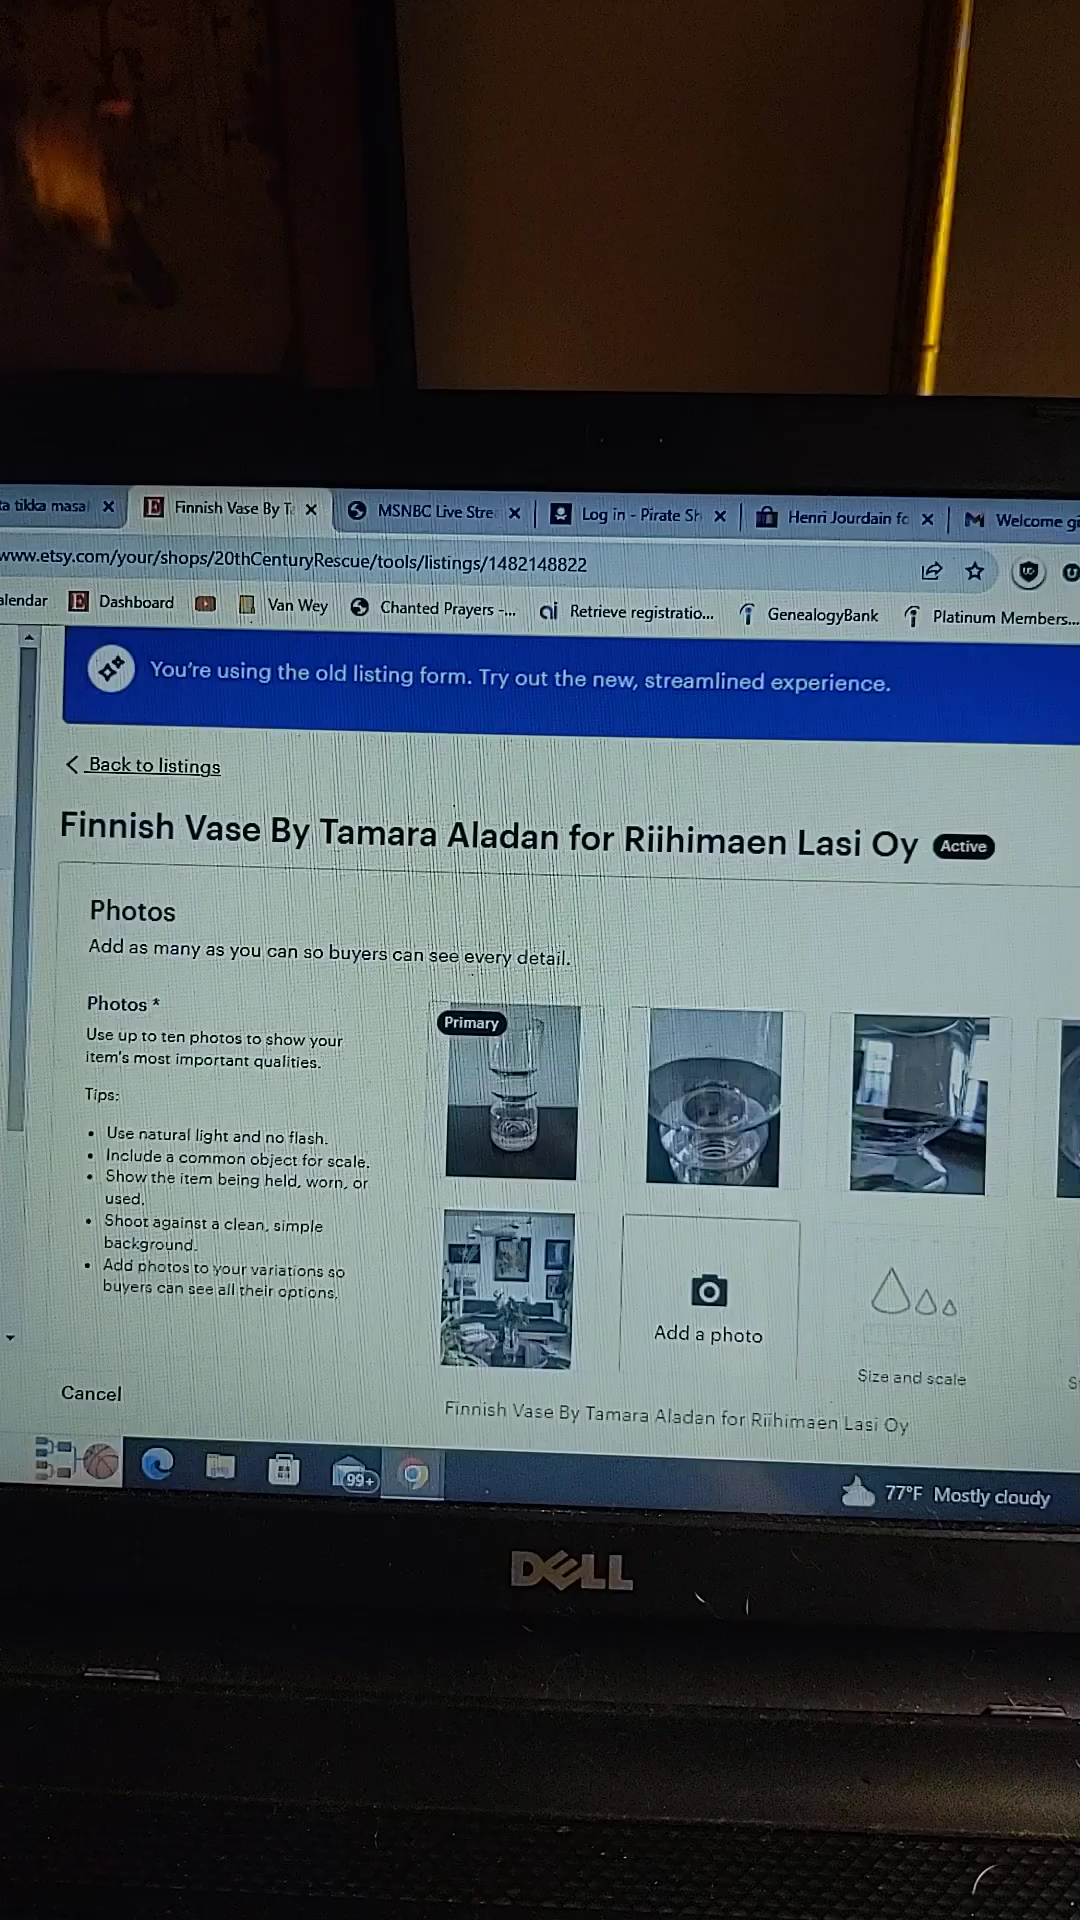 ta tikka masal
Finnish Vase By Ta
MSNBC Live Stre
Log in - Pirate Sh
Henri Jourdain fo
Welcome gi
www.etsy.com/your/shops/20thCenturyRescue/tools/listings/1482148822
alendar
Dashboard
Van Wey
Chanted Prayers -...
Retrieve registratio...
GenealogyBank
Platinum Members...
You're using the old listing form. Try out the new, streamlined experience.
Back to listings
Finnish Vase By Tamara Aladan for Riihimaen Lasi Oy
Active
Photos
Add as many as you can so buyers can see every detail.
Photos *
Use up to ten photos to show your
item's most important qualities.
Tips:
• Use natural light and no flash.
• Include a common object for scale.
• Show the item being held, worn, or
used.
• Shoot against a clean, simple
background.
• Add photos to your variations so
buyers can see all their options.
Primary
Add a photo
Size and scale
Cancel
Finnish Vase By Tamara Aladan for Riihimaen Lasi Oy
99+
77°F Mostly cloudy
DELL